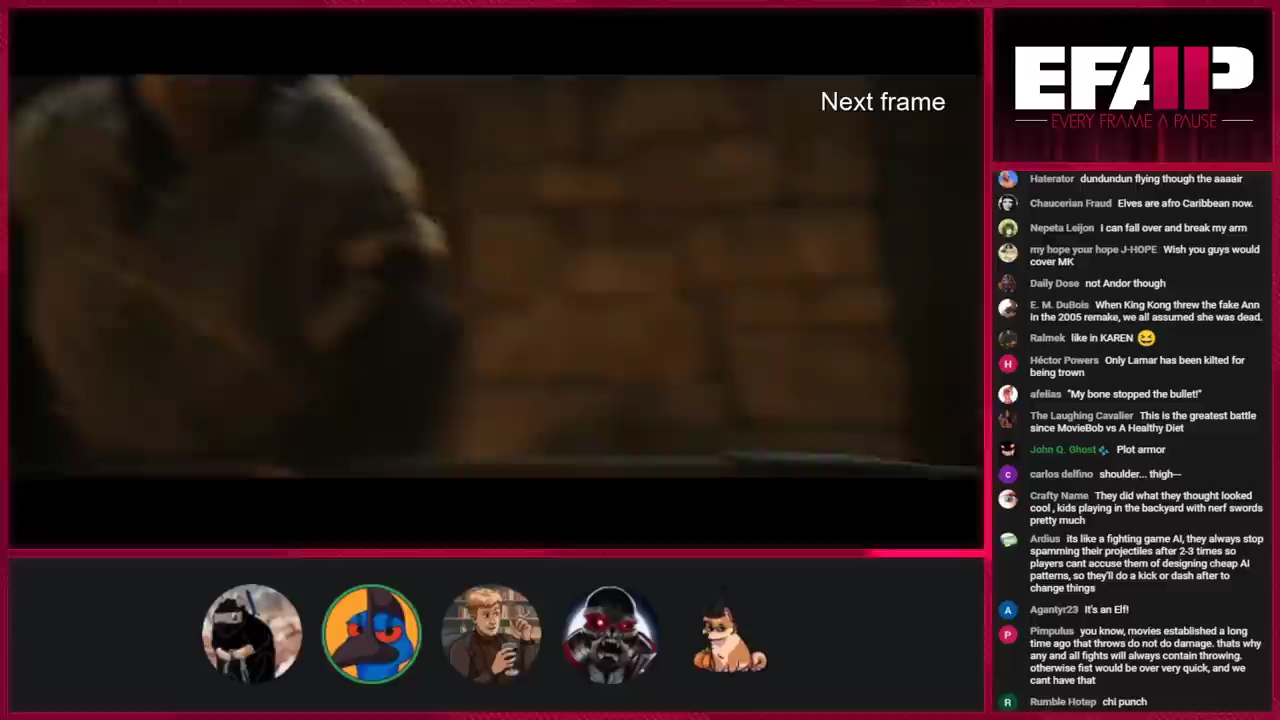 Next frame
EFAP
EVERY FRAME A PAUSE
Haterator dundundun flying though the aaaair
Chaucerian Fraud Elves are afro Caribbean now.
Nepeta Leijon I can fall over and break my arm
my hope your hope J-HOPE Wish you guys would
cover MK
Daily Dose not Andor though
E. M. DuBois When King Kong threw the fake Ann
in the 2005 remake, we all assumed she was dead.
Ralmek like in KAREN
H Héctor Powers Only Lamar has been kilted for
being trown
afelias "My bone stopped the bullet!"
The Laughing Cavalier This is the greatest battle
since MovieBob vs A Healthy Diet
John Q. Ghost Plot armor
c carlos delfino shoulder... thigh---
Crafty Name They did what they thought looked
cool , kids playing in the backyard with nerf swords
pretty much
Ardius its like a fighting game AI, they always stop
spamming their projectiles after 2-3 times so
players cant accuse them of designing cheap AI
patterns, so they'll do a kick or dash after to
change things
A Agantyr23 It's an Elf!
P Pimpulus you know, movies established a long
time ago that throws do not do damage. thats why
any and all fights will always contain throwing.
otherwise fist would be over very quick, and we
cant have that
R Rumble Hotep chi punch